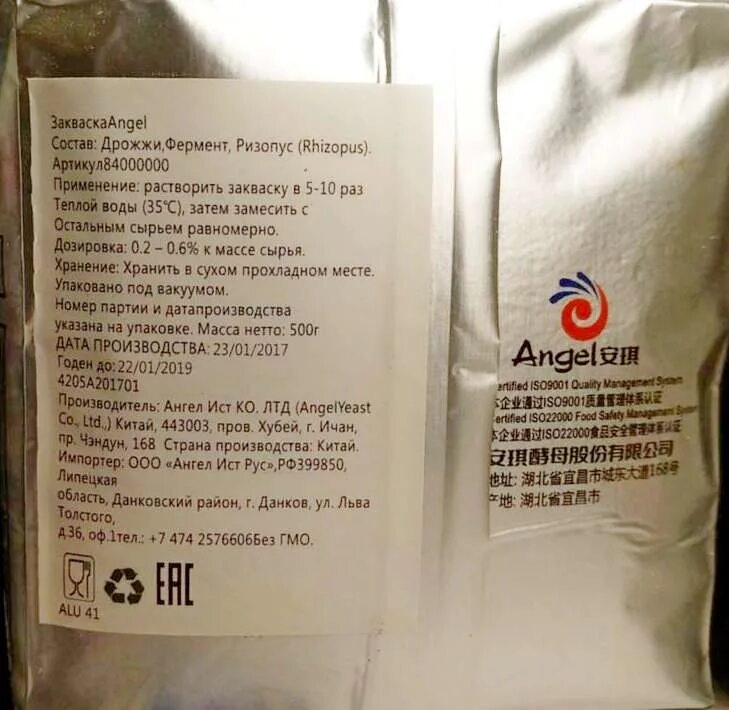 ЗакваскаAngel
Состав: Дрожжи,Фермент, Ризопус (Rhizopus).
Артикул84000000
Применение: растворить закваску в 5-10 раз
Теплой воды (35℃), затем замесить с
Остальным сырьем равномерно.
Дозировка: 0.2 – 0.6% к массе сырья.
Хранение: Хранить в сухом прохладном месте.
Упаковано под вакуумом.
Номер партии и датапроизводства
указана на упаковке. Масса нетто: 500г
ДАТА ПРОИЗВОДСТВА: 23/01/2017
Годен до: 22/01/2019
4205A201701
Производитель: Ангел Ист КО. ЛТД (AngelYeast
Co., Ltd.,) Китай, 443003, пров. Хубей, г. Ичан,
пр. Чэндун, 168 Страна производства: Китай.
Импортер: ООО «Ангел Ист Рус»,РФ399850,
Липецкая
область, Данковский район, г. Данков, ул. Льва
Толстого,
д.36, оф.1тел.: +7 474 2576606Без ГМО.
EAC
ALU 41
Angel安琪
ertified ISO9001 Quality Management System
本企业通过ISO9001质量管理体系认证
ertified ISO22000 Food Safety Management System
本企业通过ISO22000食品安全管理体系认证
安琪酵母股份有限公司
地址: 湖北省宜昌市城东大道168号
产地: 湖北省宜昌市